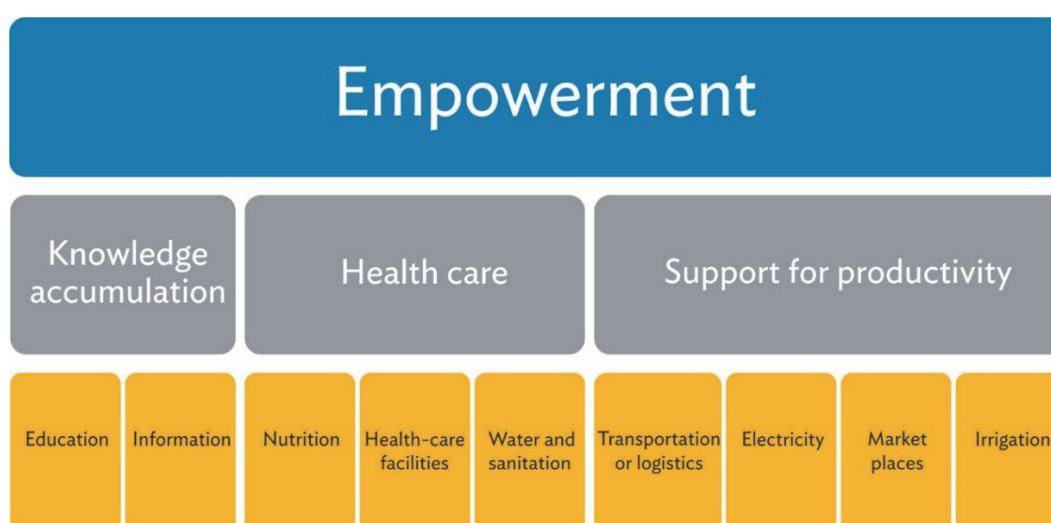 Empowerment
Knowledge
accumulation
Health care
Support for productivity
Education
Information
Nutrition
Health-care
facilities
Water and
sanitation
Transportation
or logistics
Electricity
Market
places
Irrigation